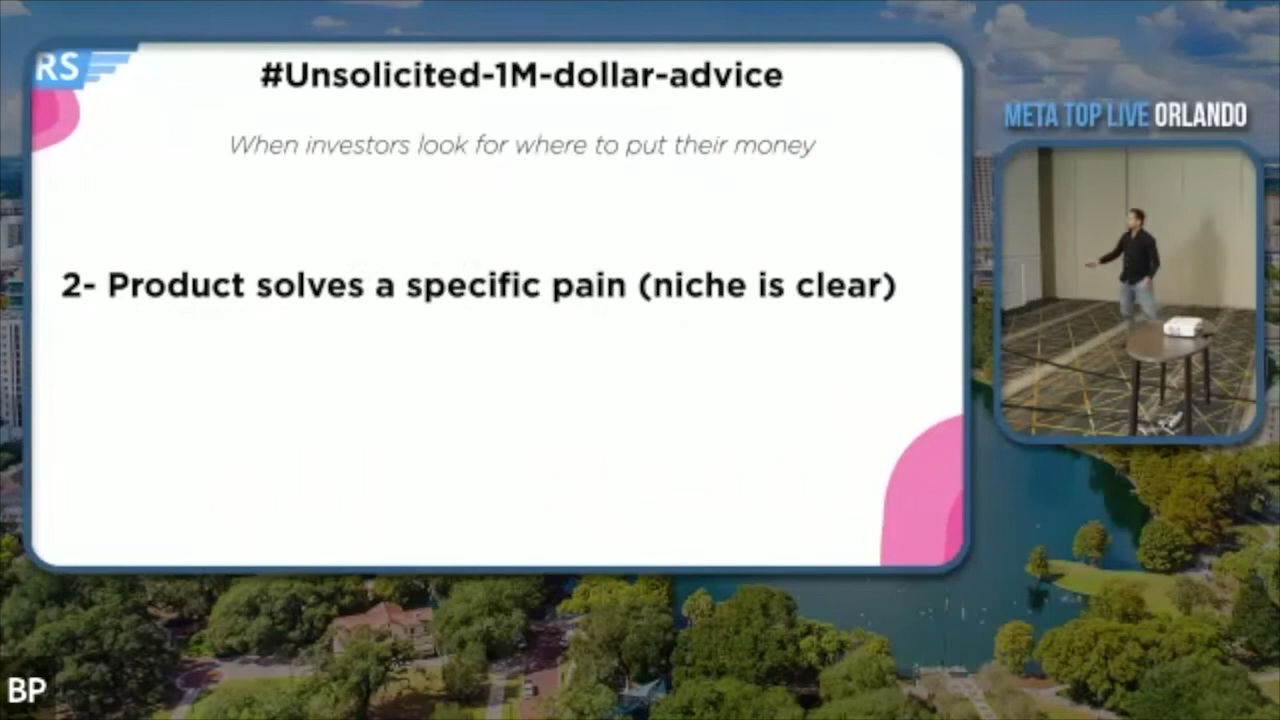 RS
#Unsolicited-1M-dollar-advice
When investors look for where to put their money
2- Product solves a specific pain (niche is clear)
META TOP LIVE ORLANDO
BP